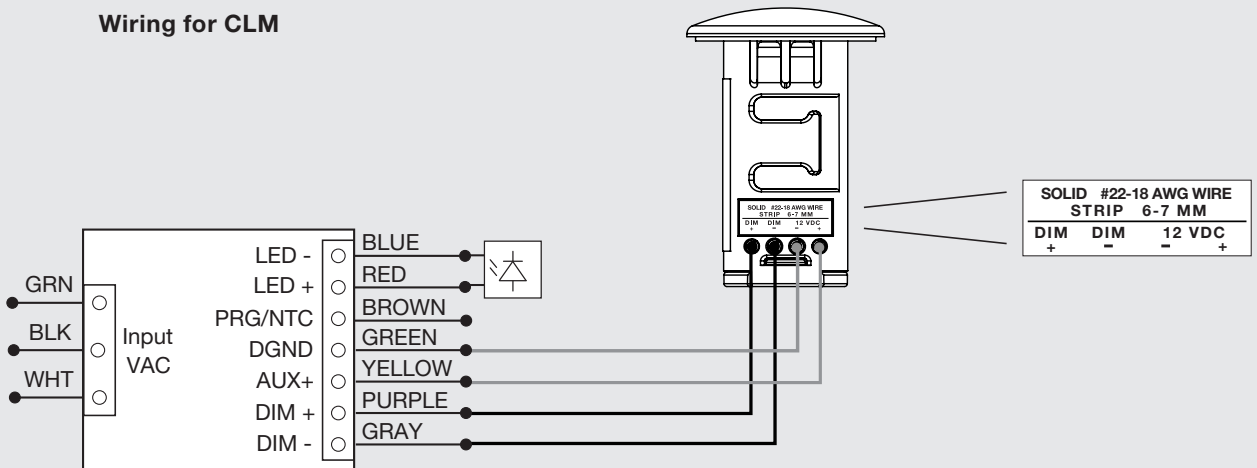 Wiring for CLM
SOLID #22-18 AWG WIRE
STRIP 6-7 MM
DIM DIM 12 VDC
+ - - +
SOLID #22-18 AWG WIRE
STRIP 6-7 MM
DIM DIM 12 VDC
+ - - +
GRN
BLK
WHT
Input
VAC
LED -
LED +
PRG/NTC
DGND
AUX+
DIM +
DIM -
BLUE
RED
BROWN
GREEN
YELLOW
PURPLE
GRAY